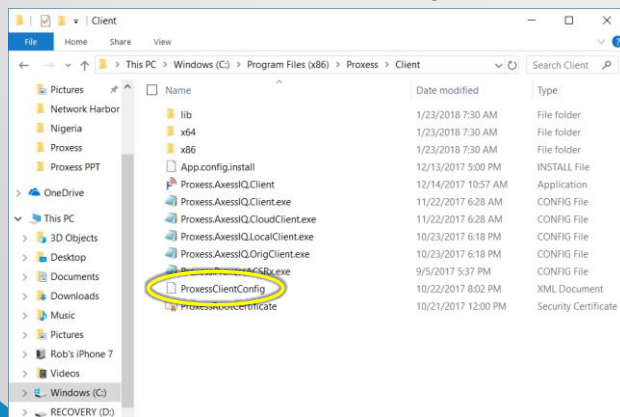 Client
File Home Share View
This PC > Windows (C:) > Program Files (x86) > Proxess > Client
Search Client
Name Date modified Type
Pictures
Network Harbor
Nigeria
Proxess
Proxess PPT
OneDrive
This PC
3D Objects
Desktop
Documents
Downloads
Music
Pictures
Rob's iPhone 7
Videos
Windows (C:)
RECOVERY (D:)
lib 1/23/2018 7:30 AM File folder
x64 1/23/2018 7:30 AM File folder
x86 1/23/2018 7:30 AM File folder
App.config.install 12/13/2017 5:00 PM INSTALL File
Proxess.AxessIQ.Client 12/14/2017 10:57 AM Application
Proxess.AxessIQ.Client.exe 11/22/2017 6:28 AM CONFIG File
Proxess.AxessIQ.CloudClient.exe 11/22/2017 6:28 AM CONFIG File
Proxess.AxessIQ.LocalClient.exe 10/23/2017 6:18 PM CONFIG File
Proxess.AxessIQ.OrigClient.exe 10/23/2017 6:18 PM CONFIG File
9/5/2017 5:37 PM CONFIG File
ProxessClientConfig 10/22/2017 8:02 PM XML Document
ProxessRootCertificate 10/21/2017 12:00 PM Security Certificate